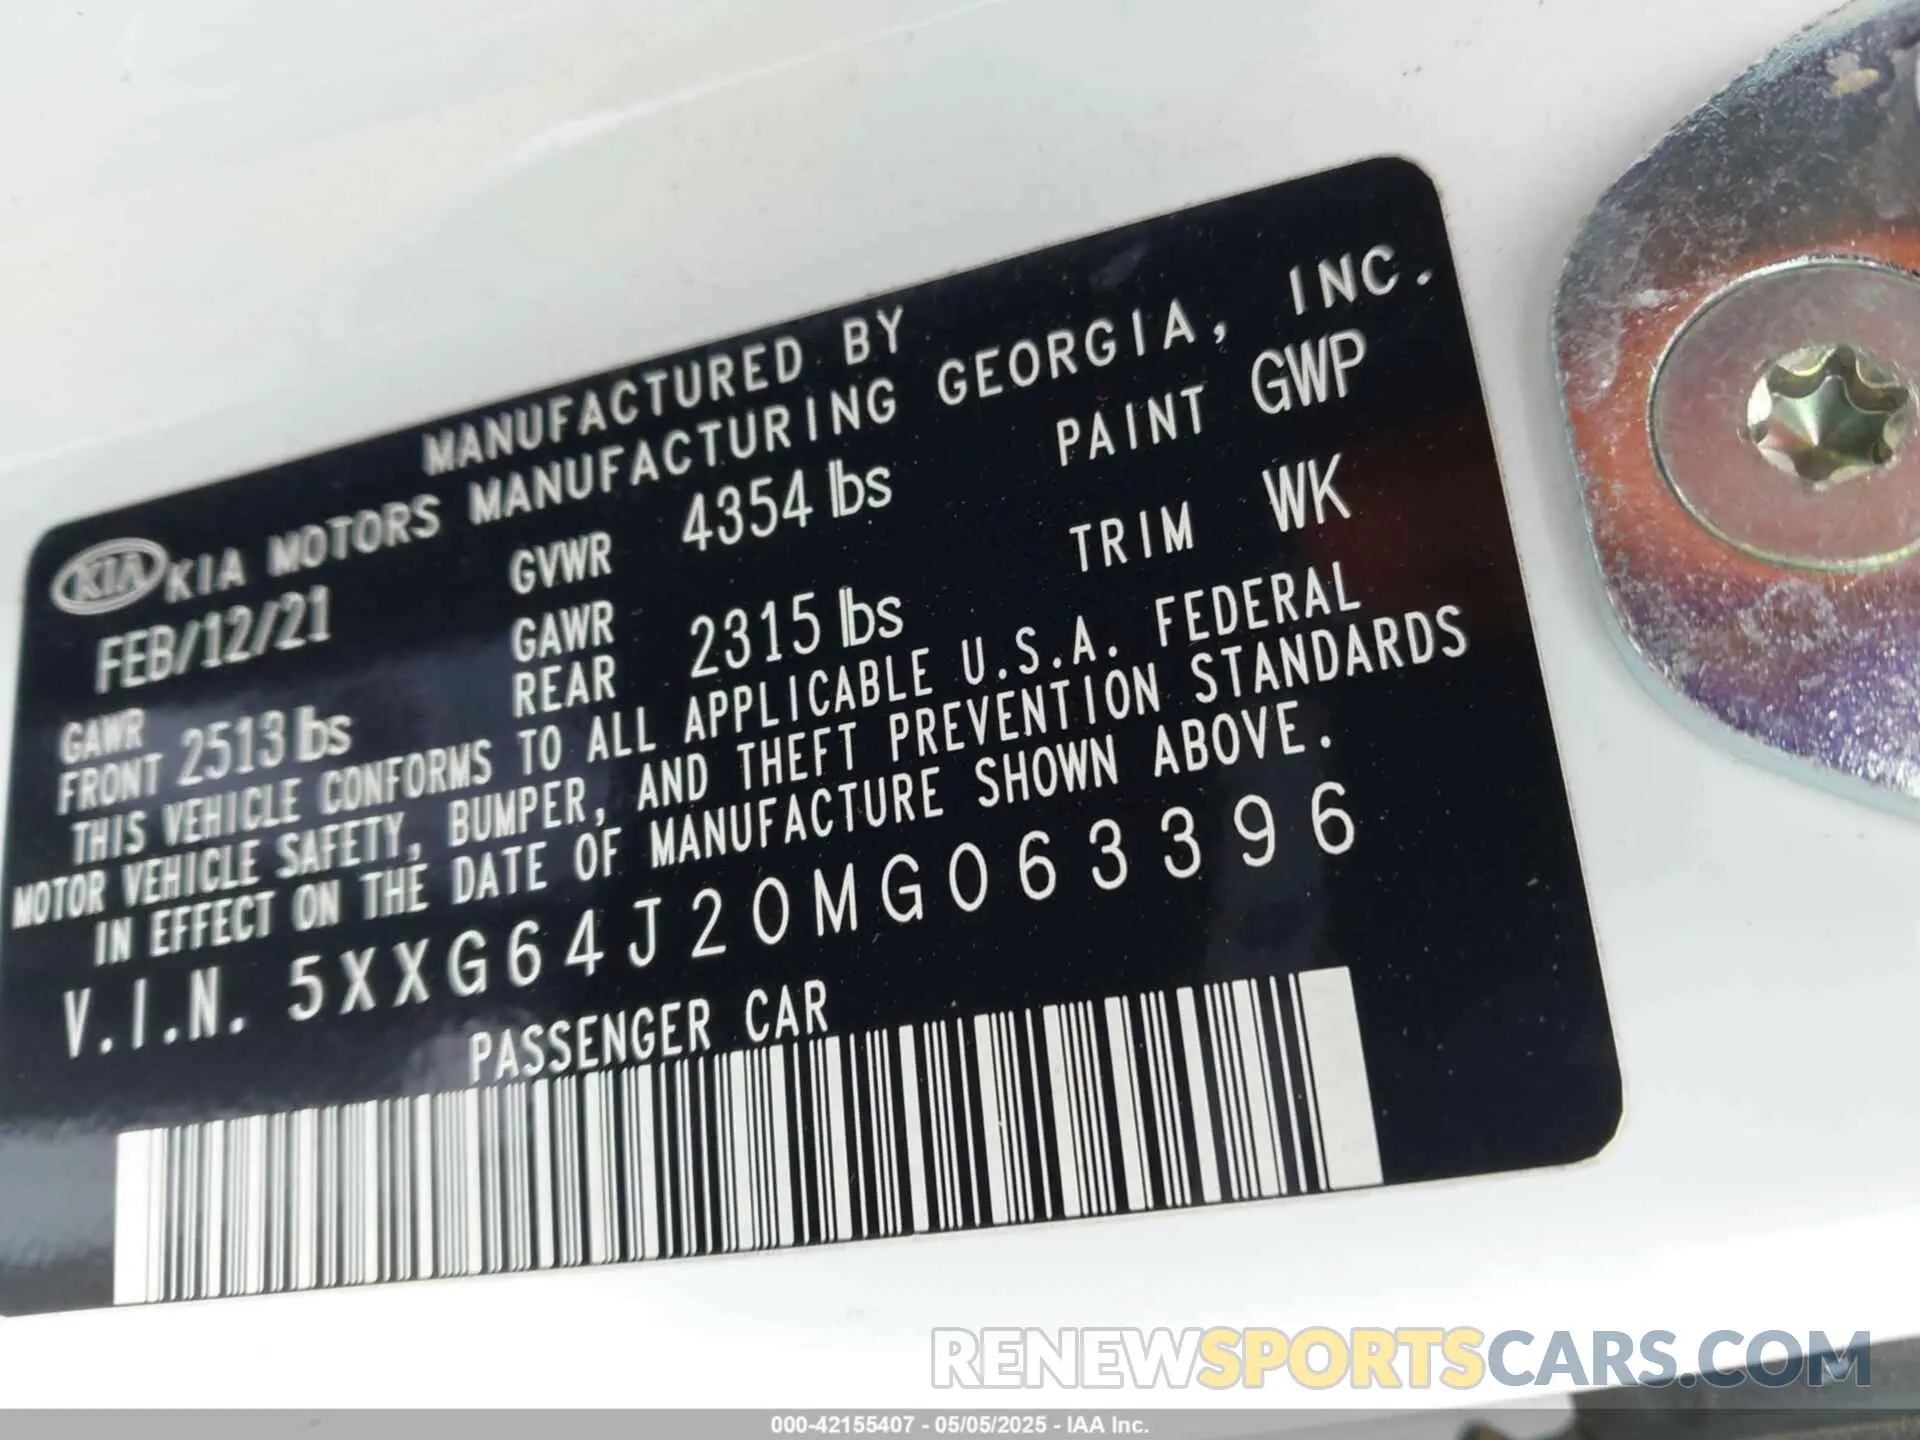 MANUFACTURED BY
KIA KIA MOTORS MANUFACTURING GEORGIA, INC.
FEB/12/21 GVWR 4354 lbs PAINT GWP
GAWR FRONT 2513 lbs GAWR REAR 2315 lbs TRIM WK
THIS VEHICLE CONFORMS TO ALL APPLICABLE U.S.A. FEDERAL
MOTOR VEHICLE SAFETY, BUMPER, AND THEFT PREVENTION STANDARDS
IN EFFECT ON THE DATE OF MANUFACTURE SHOWN ABOVE.
V.I.N. 5XXG64J20MG063396
PASSENGER CAR
RENEWSPORTSCARS.COM
000-42155407 - 05/05/2025 - IAA Inc.